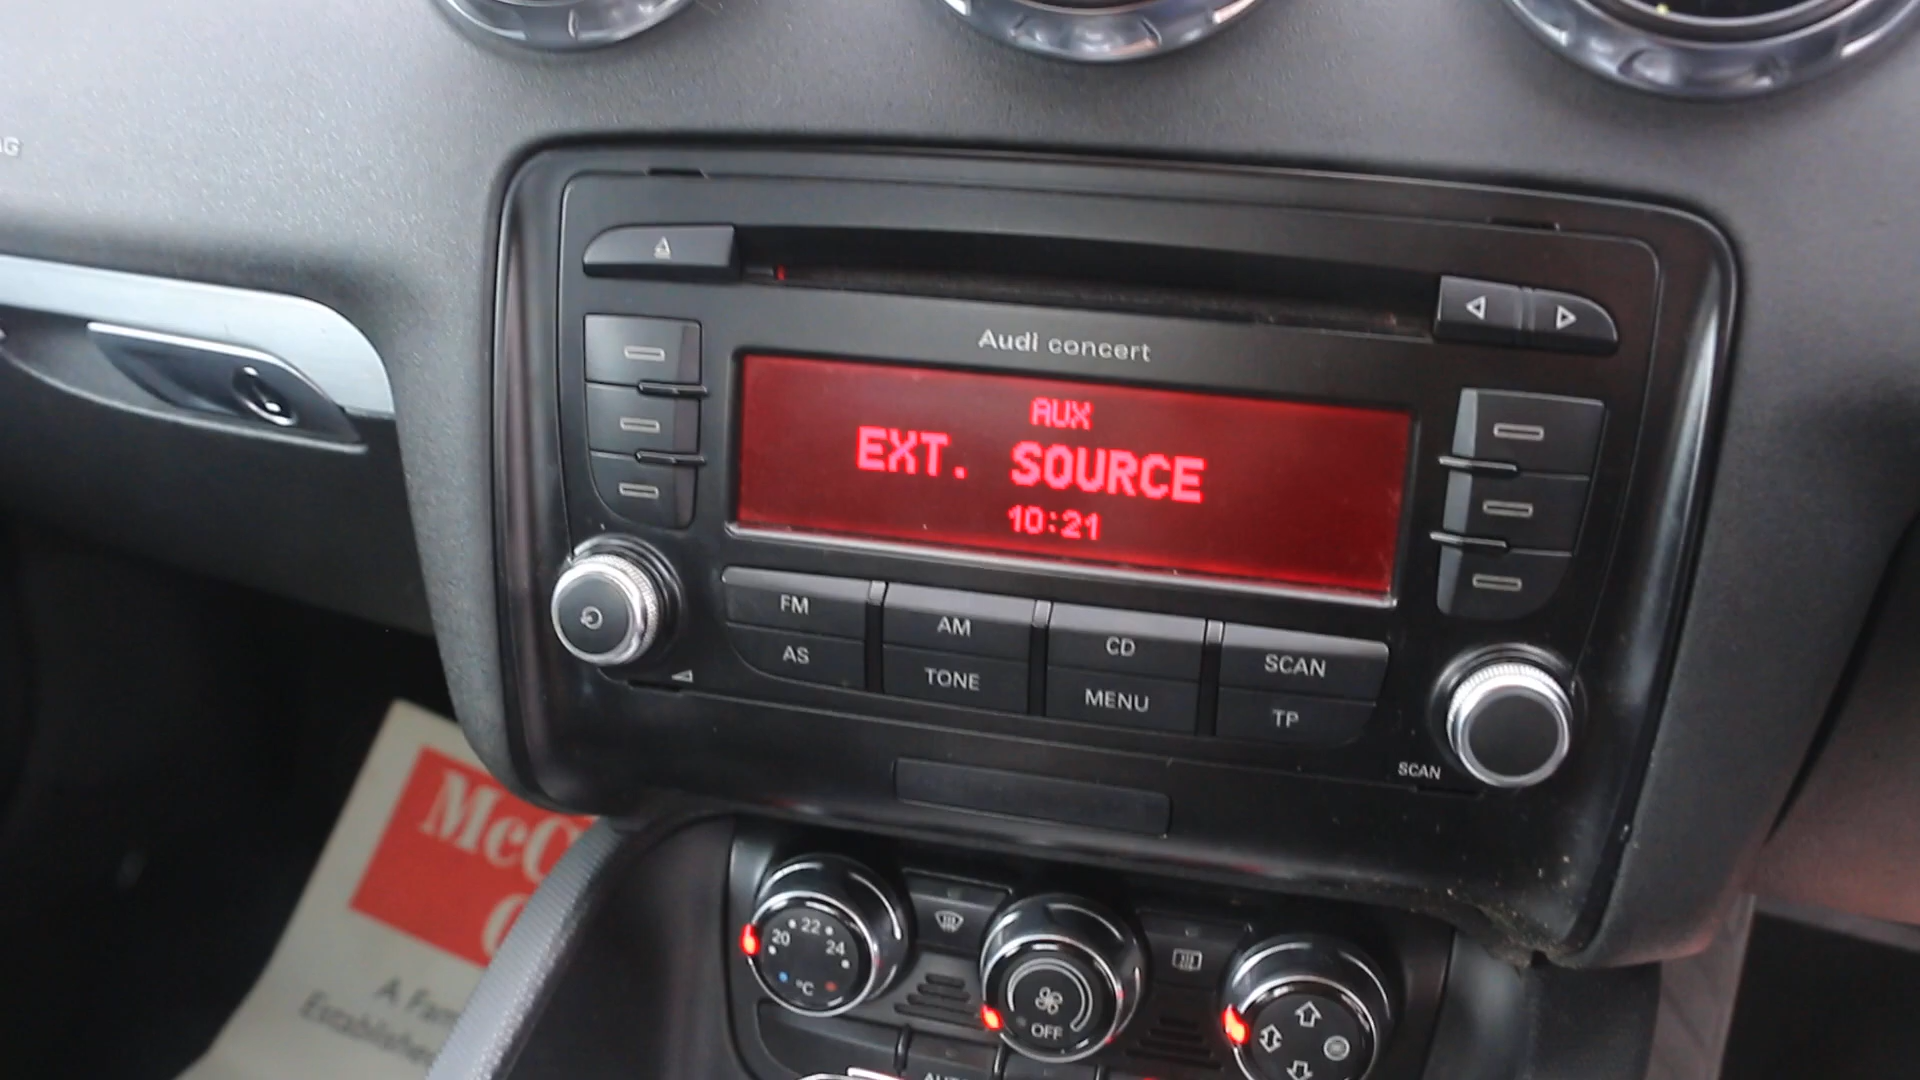 Audi concert
AUX
EXT. SOURCE
10:21
FM
AM
CD
SCAN
AS
TONE
MENU
TP
SCAN
20 22 24
°C
OFF
A
Established